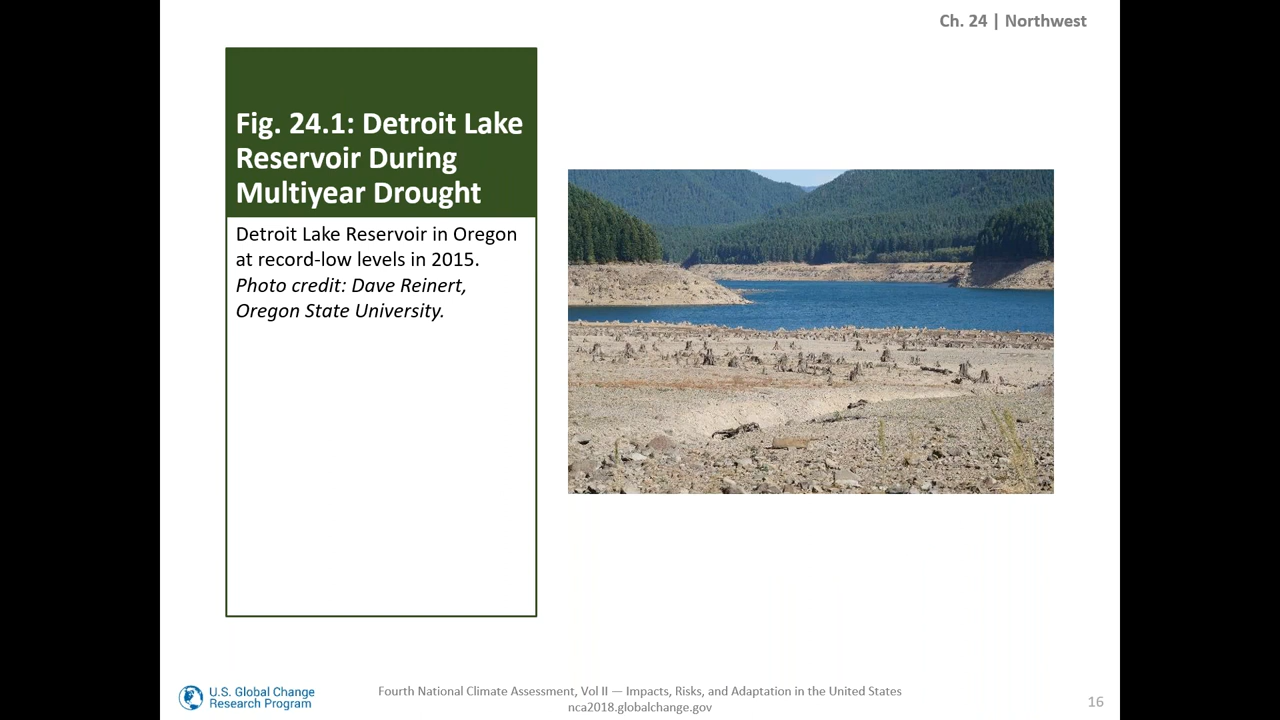 Ch. 24 | Northwest
Fig. 24.1: Detroit Lake
Reservoir During
Multiyear Drought
Detroit Lake Reservoir in Oregon
at record-low levels in 2015.
Photo credit: Dave Reinert,
Oregon State University.
U.S. Global Change
Research Program
Fourth National Climate Assessment, Vol II — Impacts, Risks, and Adaptation in the United States
nca2018.globalchange.gov
16